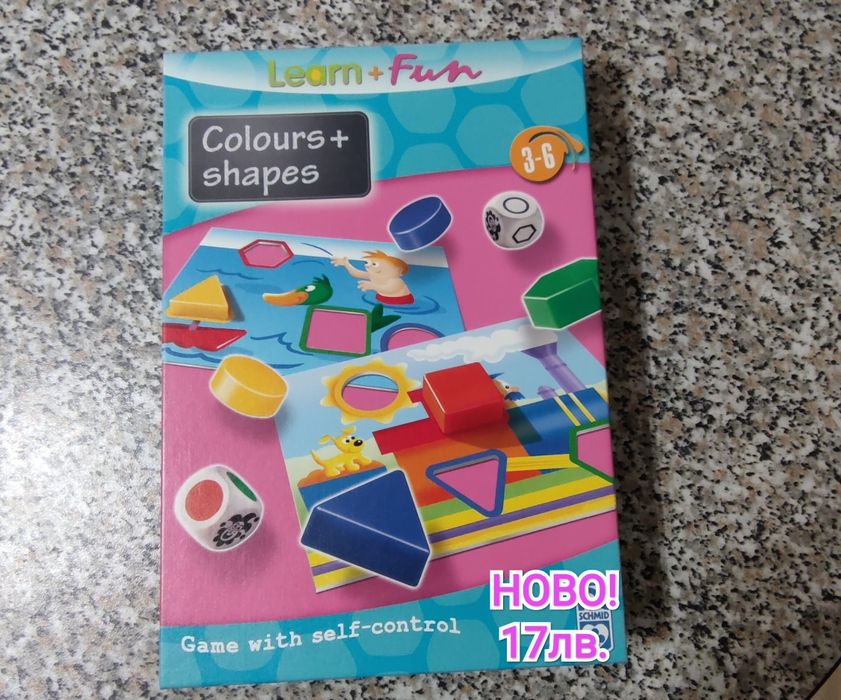 Learn + Fun
Colours +
shapes
3-6
Game with self-control
НОВО!
SCHMID
17лв.